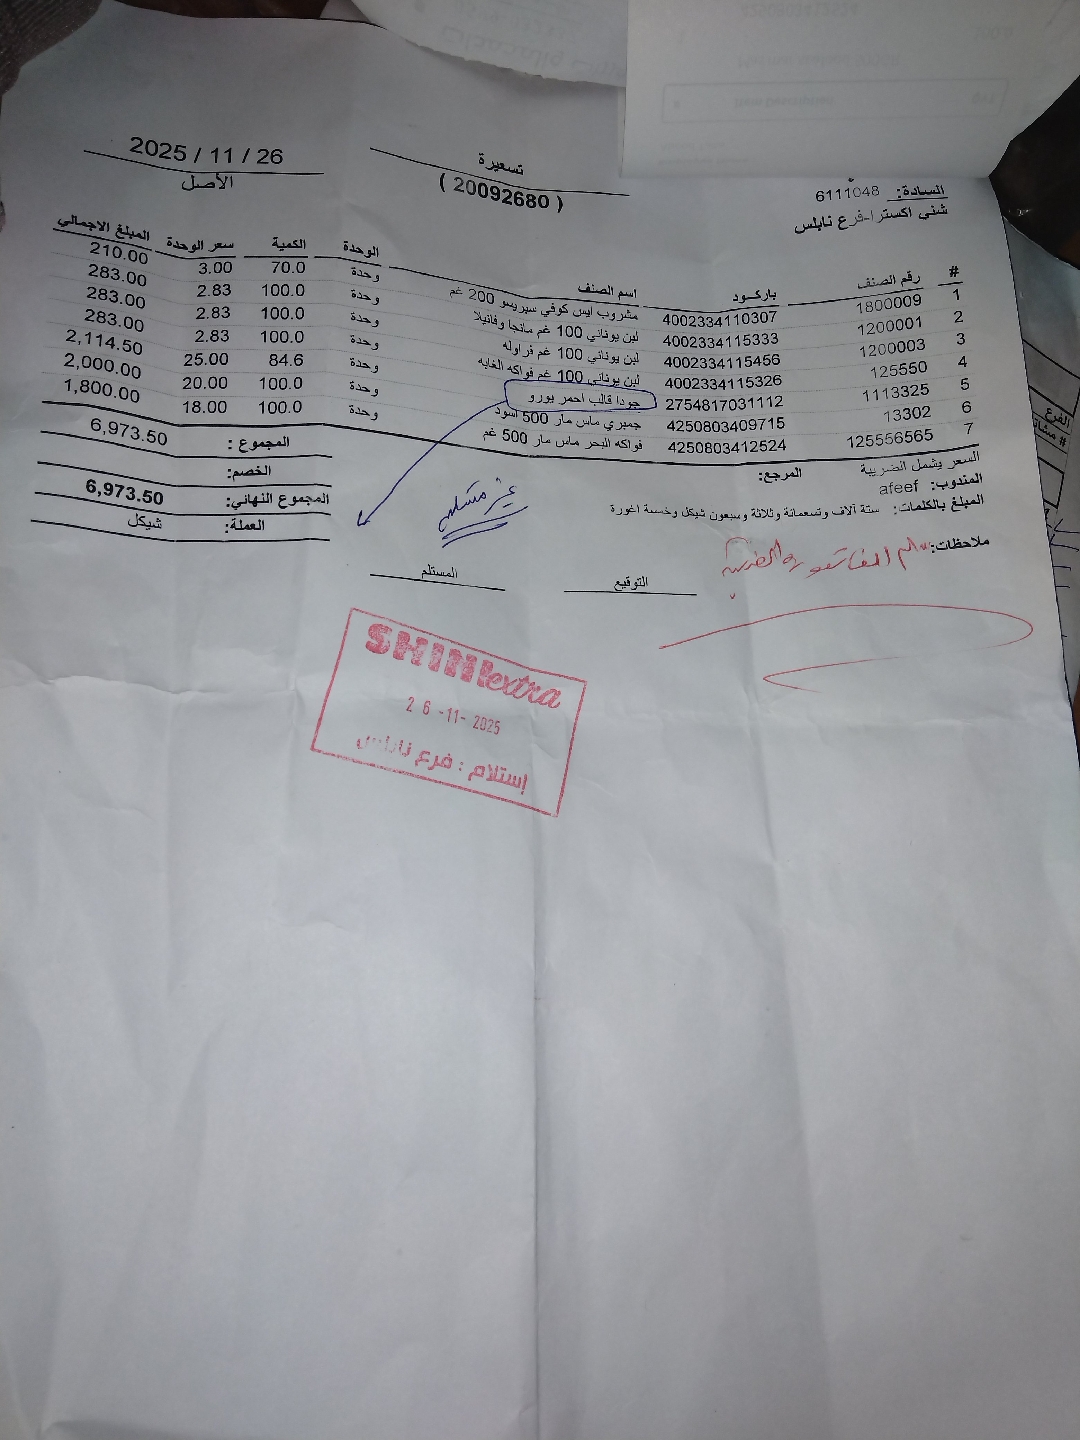 السادة: 6111048
شني اكسترا-فرع نابلس
تسعيرة
( 20092680 )
2025 / 11 / 26
الأصل
# رقم الصنف باركود اسم الصنف الوحدة الكمية سعر الوحدة المبلغ الاجمالي
1 1800009 4002334110307 مشروب ايس كوفي سبريسو 200 غم وحدة 70.0 3.00 210.00
2 1200001 4002334115333 لبن يوناني 100 غم مانجا وفانيلا وحدة 100.0 2.83 283.00
3 1200003 4002334115456 لبن يوناني 100 غم فراوله وحدة 100.0 2.83 283.00
4 125550 4002334115326 لبن يوناني 100 غم فواكه الغابه وحدة 100.0 2.83 283.00
5 1113325 2754817031112 جودا قالب احمر يورو وحدة 84.6 25.00 2,114.50
6 13302 4250803409715 جمبري ماس مار 500 اسود وحدة 100.0 20.00 2,000.00
7 125556565 4250803412524 فواكه البحر ماس مار 500 غم وحدة 100.0 18.00 1,800.00
السعر يشمل الضريبة المرجع:
المجموع : 6,973.50
الخصم:
المجموع النهائي: 6,973.50
العملة: شيكل
المندوب: afeef
المبلغ بالكلمات: ستة آلاف وتسعمائة وثلاثة وسبعون شيكل وخمسة اغورة
ملاحظات:
غير مستلم
التوقيع
المستلم
SHINI extra
26-11-2025
إستلام : فرع نابلس
الفرع